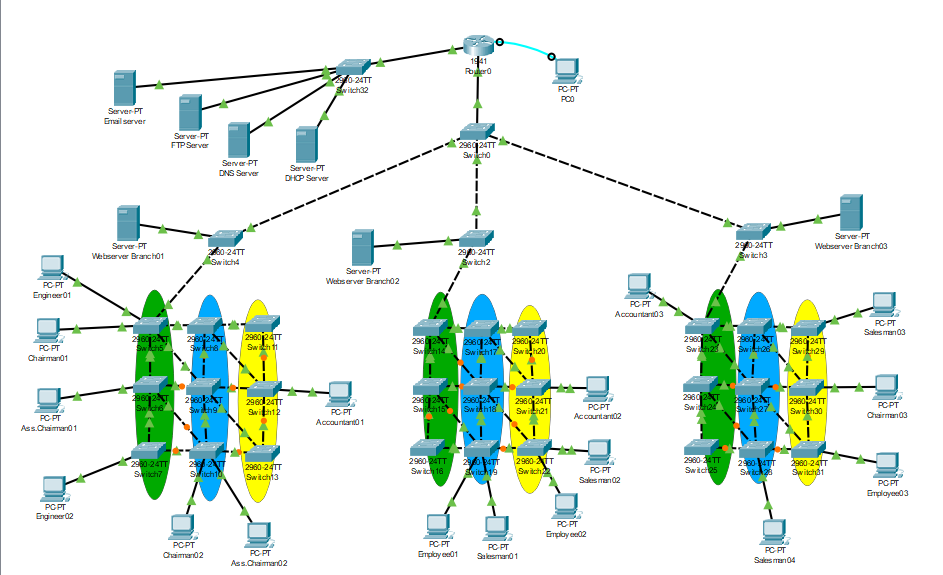 1941
Router0
PC-PT
PC0
2960-24TT
Switch32
Server-PT
Email server
Server-PT
FTP Server
Server-PT
DNS Server
Server-PT
DHCP Server
2960-24TT
Switch0
Server-PT
Webserver Branch01
2960-24TT
Switch4
Server-PT
Webserver Branch02
2960-24TT
Switch2
2960-24TT
Switch3
Server-PT
Webserver Branch03
PC-PT
Engineer01
PC-PT
Accountant03
PC-PT
Salesman03
PC-PT
Chairman01
2960-24TT
2960-24TT
2960-24TT
Switch11
2960-24TT
Switch14
2960-24TT
Switch17
2960-24TT
Switch20
2960-24TT
2960-24TT
Switch26
2960-24TT
Switch29
PC-PT
Ass.Chairman01
2960-24TT
2960-24TT
Switch9
2960-24TT
Switch12
PC-PT
Accountant01
2960-24TT
Switch15
2960-24TT
Switch18
2960-24TT
Switch21
PC-PT
Accountant02
2960-24TT
Switch24
2960-24TT
Switch27
2960-24TT
Switch30
PC-PT
Chairman03
2960-24TT
Switch7
2960-24TT
Switch10
2960-24TT
Switch13
2960-24TT
Switch16
2960-24TT
Switch19
2960-24TT
Switch22
PC-PT
Salesman02
2960-24TT
Switch25
2960-24TT
2960-24TT
Switch31
PC-PT
Employee03
PC-PT
Engineer02
PC-PT
Chairman02
PC-PT
Ass.Chairman02
PC-PT
Employee01
PC-PT
Salesman01
PC-PT
Employee02
PC-PT
Salesman04